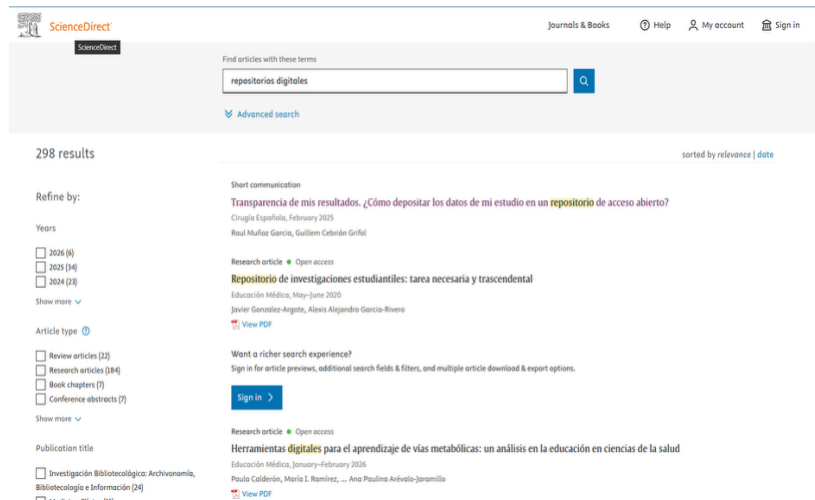 ScienceDirect
Journals & Books
Help
My account
Sign in
ScienceDirect
Find articles with these terms
repositorios digitales
Advanced search
298 results
sorted by relevance | date
Refine by:
Years
2026 (6)
2025 (34)
2024 (23)
Show more
Article type
Review articles (22)
Research articles (184)
Book chapters (7)
Conference abstracts (7)
Show more
Publication title
Investigación Bibliotecológica: Archivonomía,
Bibliotecología e Información (24)
Short communication
Transparencia de mis resultados. ¿Cómo depositar los datos de mi estudio en un repositorio de acceso abierto?
Cirugía Española, February 2025
Raul Muñoz Garcia, Guillem Cebrián Grifol
Research article Open access
Repositorio de investigaciones estudiantiles: tarea necesaria y trascendental
Educación Médica, May–June 2020
Javier Gonzalez-Argote, Alexis Alejandro Garcia-Rivero
View PDF
Want a richer search experience?
Sign in for article previews, additional search fields & filters, and multiple article download & export options.
Sign in
Research article Open access
Herramientas digitales para el aprendizaje de vías metabólicas: un análisis en la educación en ciencias de la salud
Educación Médica, January–February 2026
Paula Calderón, María I. Ramírez, ... Ana Paulina Arévalo-Jaramillo
View PDF